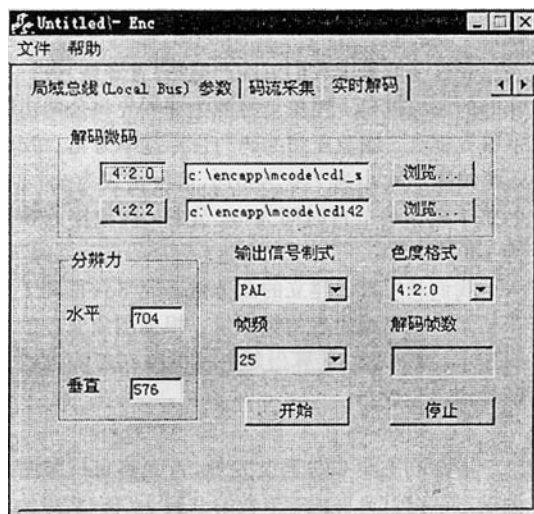 Untitled - Enc
文件 帮助
局域总线(Local Bus) 参数 码流采集 实时解码
解码微码
4:2:0 c:\encapp\mcode\cd1_s 浏览...
4:2:2 c:\encapp\mcode\cd142 浏览...
分辨力 输出信号制式 色度格式
PAL 4:2:0
水平 704 帧频 解码帧数
25
垂直 576
开始 停止